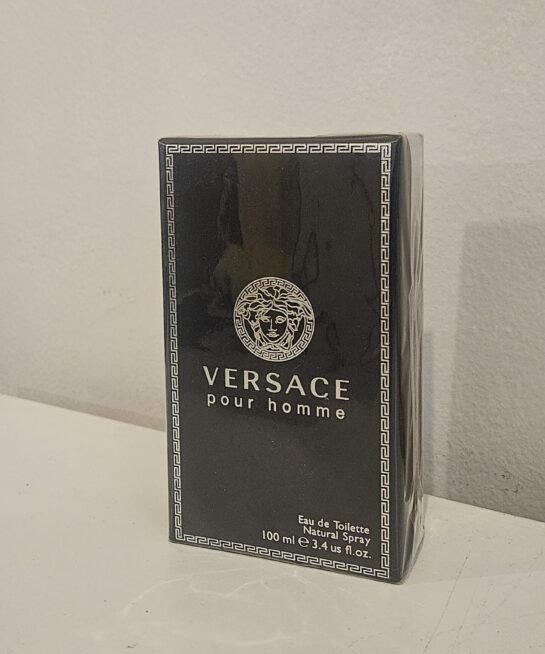 VERSACE
pour homme
Eau de Toilette
Natural Spray
100 ml ℮ 3.4 us fl.oz.